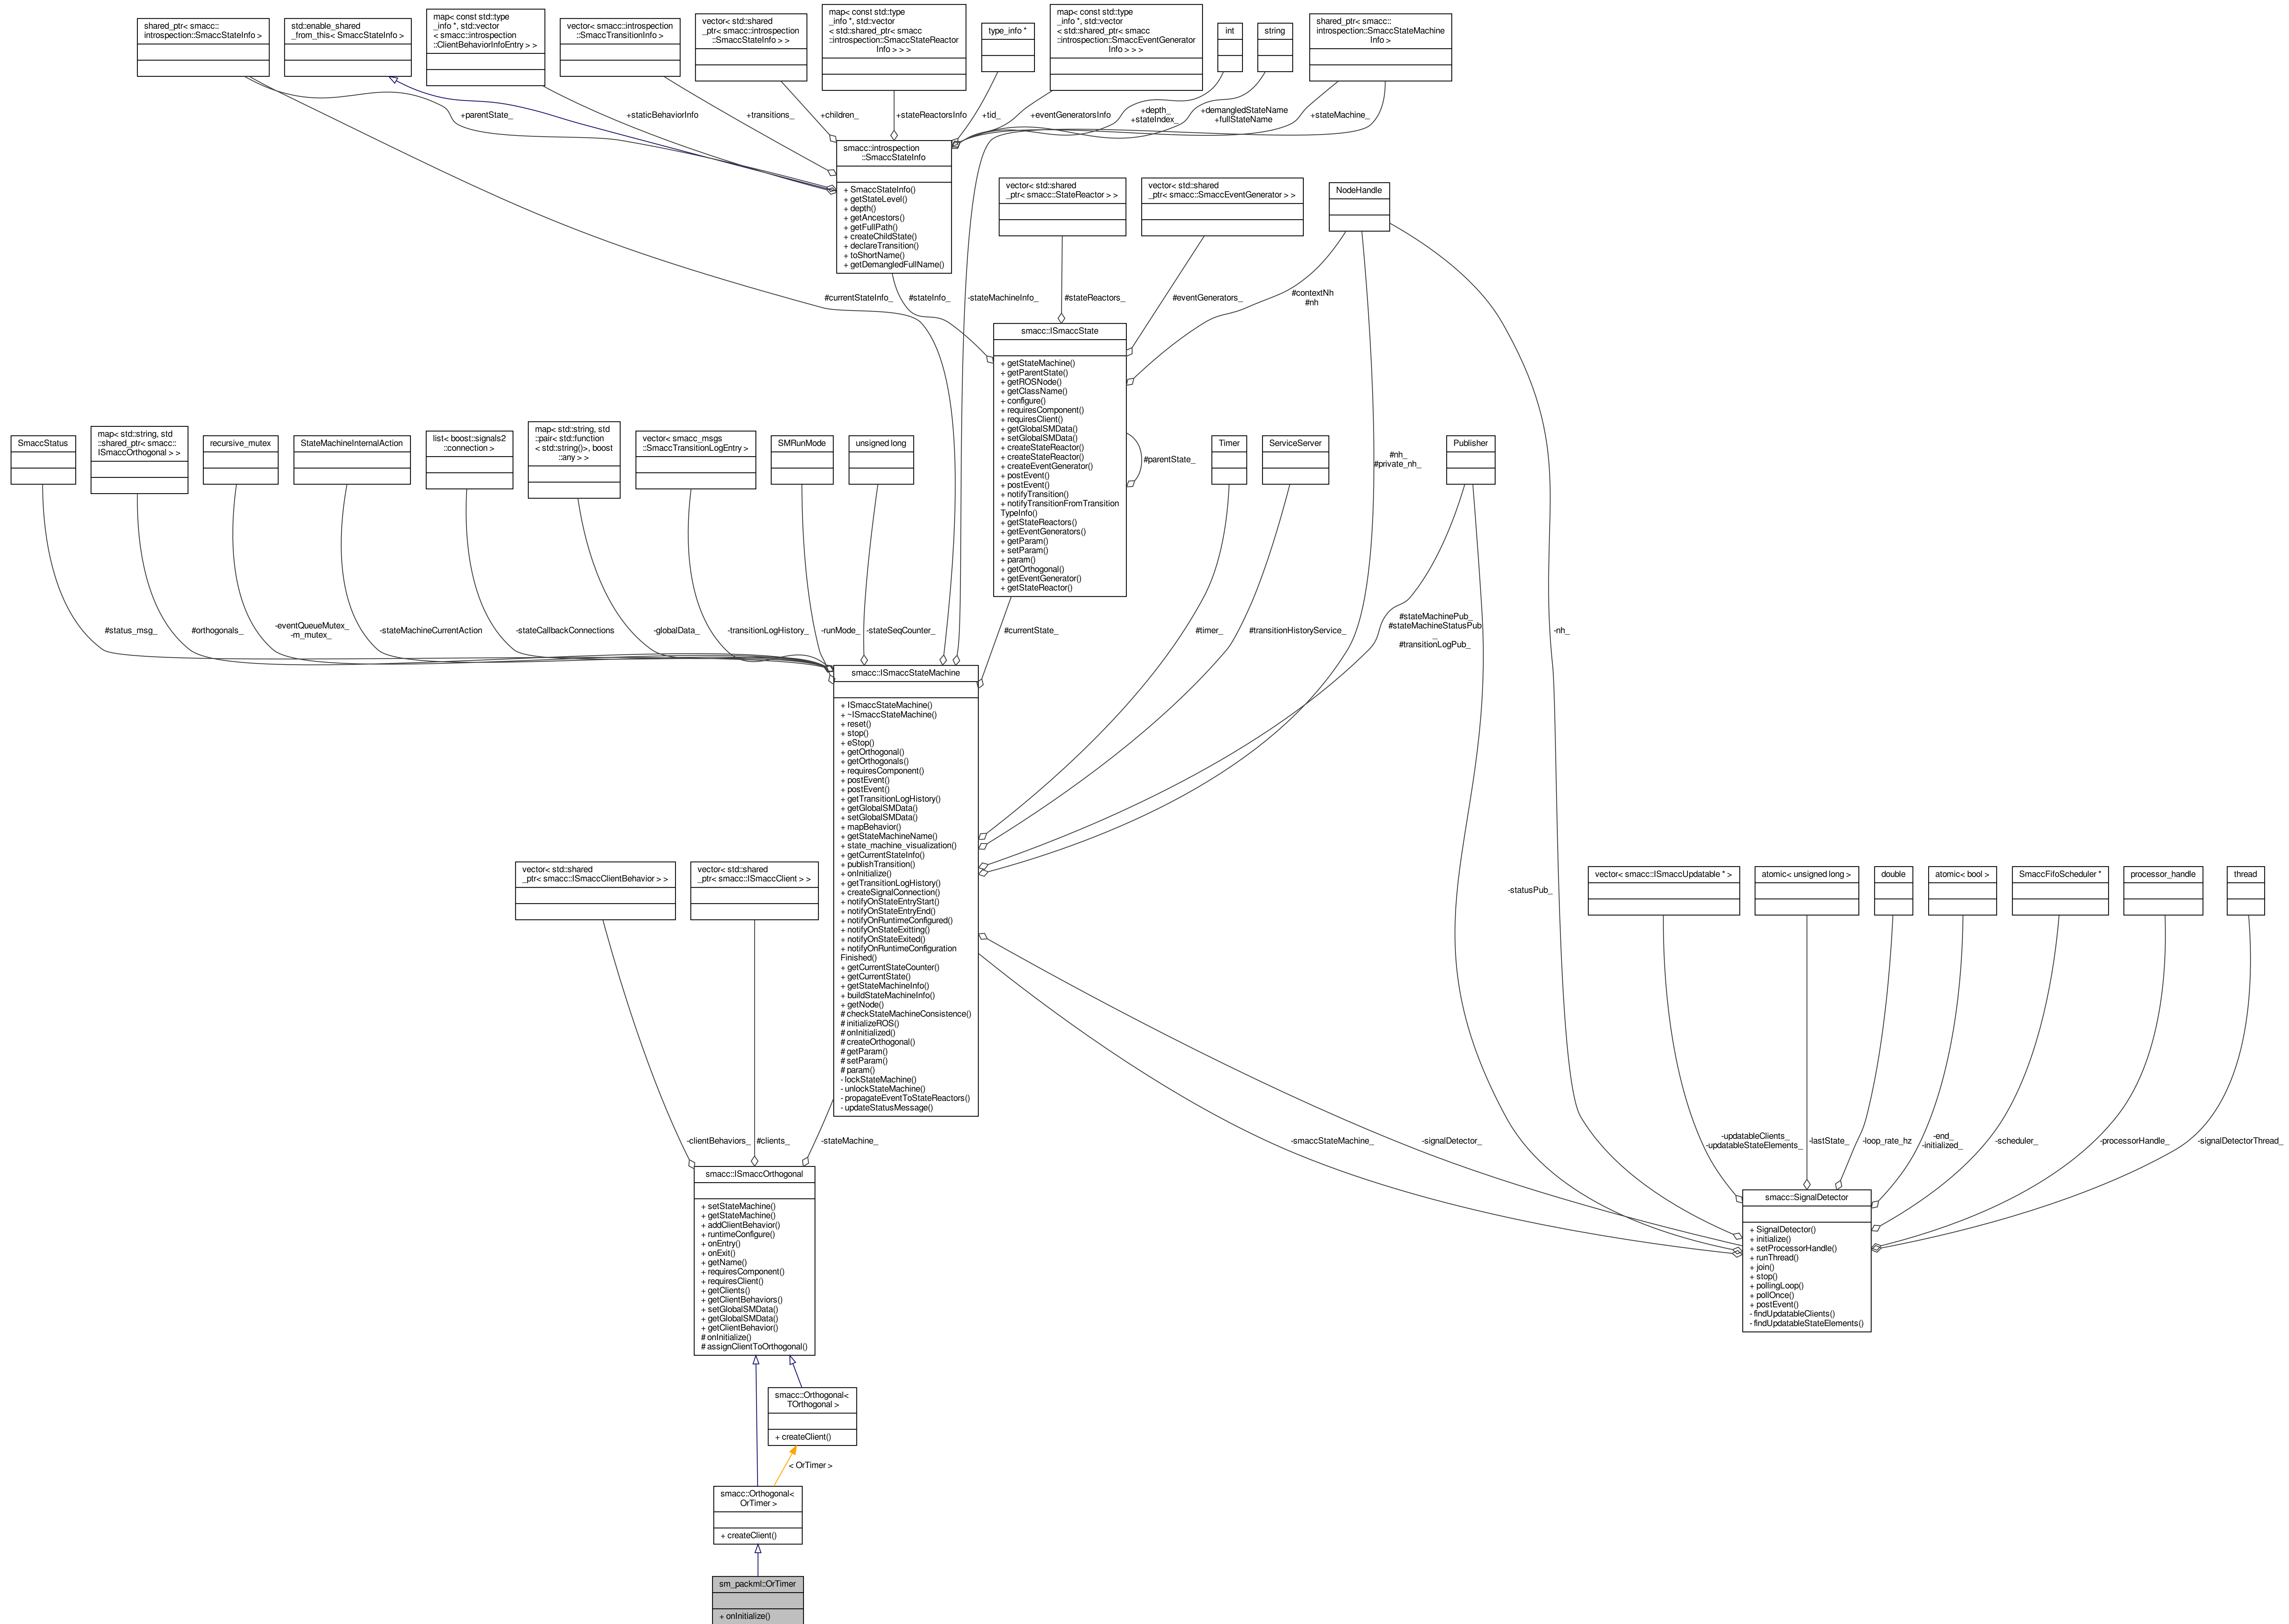 shared_ptr< smacc::
introspection::SmaccStateInfo >
std::enable_shared
_from_this< SmaccStateInfo >
map< const std::type
_info *, std::vector
< smacc::introspection
::ClientBehaviorInfoEntry > >
vector< smacc::introspection
::SmaccTransitionInfo >
vector< std::shared
_ptr< smacc::introspection
::SmaccStateInfo > >
map< const std::type
_info *, std::vector
< std::shared_ptr< smacc
::introspection::SmaccStateReactor
Info > > >
type_info *
map< const std::type
_info *, std::vector
< std::shared_ptr< smacc
::introspection::SmaccEventGenerator
Info > > >
int
string
shared_ptr< smacc::
introspection::SmaccStateMachine
Info >
+parentState_
+staticBehaviorInfo
+transitions_
+children_
+stateReactorsInfo
+tid_
+eventGeneratorsInfo
+depth_
+stateIndex_
+demangledStateName
+fullStateName
+stateMachine_
smacc::introspection
::SmaccStateInfo
+ SmaccStateInfo()
+ getStateLevel()
+ depth()
+ getAncestors()
+ getFullPath()
+ createChildState()
+ declareTransition()
+ toShortName()
+ getDemangledFullName()
vector< std::shared
_ptr< smacc::StateReactor > >
vector< std::shared
_ptr< smacc::SmaccEventGenerator > >
NodeHandle
#currentStateInfo_
#stateInfo_
-stateMachineInfo_
#stateReactors_
#eventGenerators_
#contextNh
#nh
smacc::ISmaccState
+ getStateMachine()
+ getParentState()
+ getROSNode()
+ getClassName()
+ configure()
+ requiresComponent()
+ requiresClient()
+ getGlobalSMData()
+ setGlobalSMData()
+ createStateReactor()
+ createStateReactor()
+ createEventGenerator()
+ postEvent()
+ postEvent()
+ notifyTransition()
+ notifyTransitionFromTransition
TypeInfo()
+ getStateReactors()
+ getEventGenerators()
+ getParam()
+ setParam()
+ param()
+ getOrthogonal()
+ getEventGenerator()
+ getStateReactor()
#parentState_
SmaccStatus
map< std::string, std
::shared_ptr< smacc::
ISmaccOrthogonal > >
recursive_mutex
StateMachineInternalAction
list< boost::signals2
::connection >
map< std::string, std
::pair< std::function
< std::string()>, boost
::any > >
vector< smacc_msgs
::SmaccTransitionLogEntry >
SMRunMode
unsigned long
Timer
ServiceServer
#nh_
#private_nh_
Publisher
#status_msg_
#orthogonals_
-eventQueueMutex_
-m_mutex_
-stateMachineCurrentAction
-stateCallbackConnections
-globalData_
-transitionLogHistory_
-runMode_
-stateSeqCounter_
#currentState_
#timer_
#transitionHistoryService_
#stateMachinePub_
#stateMachineStatusPub
_
#transitionLogPub_
-nh_
smacc::ISmaccStateMachine
+ ISmaccStateMachine()
+ ~ISmaccStateMachine()
+ reset()
+ stop()
+ eStop()
+ getOrthogonal()
+ getOrthogonals()
+ requiresComponent()
+ postEvent()
+ postEvent()
+ getTransitionLogHistory()
+ getGlobalSMData()
+ setGlobalSMData()
+ mapBehavior()
+ getStateMachineName()
+ state_machine_visualization()
+ getCurrentStateInfo()
+ publishTransition()
+ onInitialize()
+ getTransitionLogHistory()
+ createSignalConnection()
+ notifyOnStateEntryStart()
+ notifyOnStateEntryEnd()
+ notifyOnRuntimeConfigured()
+ notifyOnStateExitting()
+ notifyOnStateExited()
+ notifyOnRuntimeConfiguration
Finished()
+ getCurrentStateCounter()
+ getCurrentState()
+ getStateMachineInfo()
+ buildStateMachineInfo()
+ getNode()
# checkStateMachineConsistence()
# initializeROS()
# onInitialized()
# createOrthogonal()
# getParam()
# setParam()
# param()
- lockStateMachine()
- unlockStateMachine()
- propagateEventToStateReactors()
- updateStatusMessage()
vector< std::shared
_ptr< smacc::ISmaccClientBehavior > >
vector< std::shared
_ptr< smacc::ISmaccClient > >
-statusPub_
vector< smacc::ISmaccUpdatable * >
atomic< unsigned long >
double
atomic< bool >
SmaccFifoScheduler *
processor_handle
thread
-clientBehaviors_
#clients_
-stateMachine_
-smaccStateMachine_
-signalDetector_
-updatableClients_
-updatableStateElements_
-lastState_
-loop_rate_hz
-end_
-initialized_
-scheduler_
-processorHandle_
-signalDetectorThread_
smacc::ISmaccOrthogonal
+ setStateMachine()
+ getStateMachine()
+ addClientBehavior()
+ runtimeConfigure()
+ onEntry()
+ onExit()
+ getName()
+ requiresComponent()
+ requiresClient()
+ getClients()
+ getClientBehaviors()
+ setGlobalSMData()
+ getGlobalSMData()
+ getClientBehavior()
# onInitialize()
# assignClientToOrthogonal()
smacc::SignalDetector
+ SignalDetector()
+ initialize()
+ setProcessorHandle()
+ runThread()
+ join()
+ stop()
+ pollingLoop()
+ pollOnce()
+ postEvent()
- findUpdatableClients()
- findUpdatableStateElements()
smacc::Orthogonal<
TOrthogonal >
+ createClient()
< OrTimer >
smacc::Orthogonal<
OrTimer >
+ createClient()
sm_packml::OrTimer
+ onInitialize()